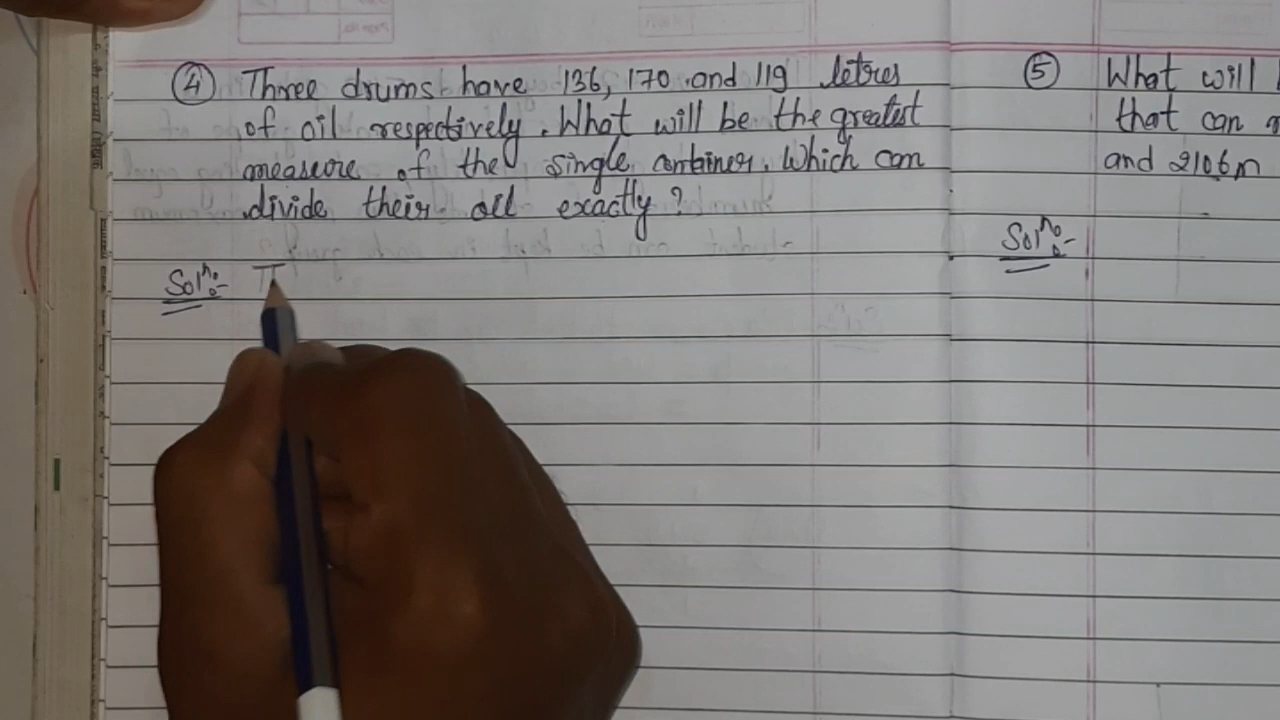 ④ Three drums have 136, 170 and 119 letres
of oil respectively. What will be the greatest
measure of the single container. Which can
divide their oil exactly?
Solⁿ:-
T
⑤ What will
that can
and 2106m
Solⁿ:-